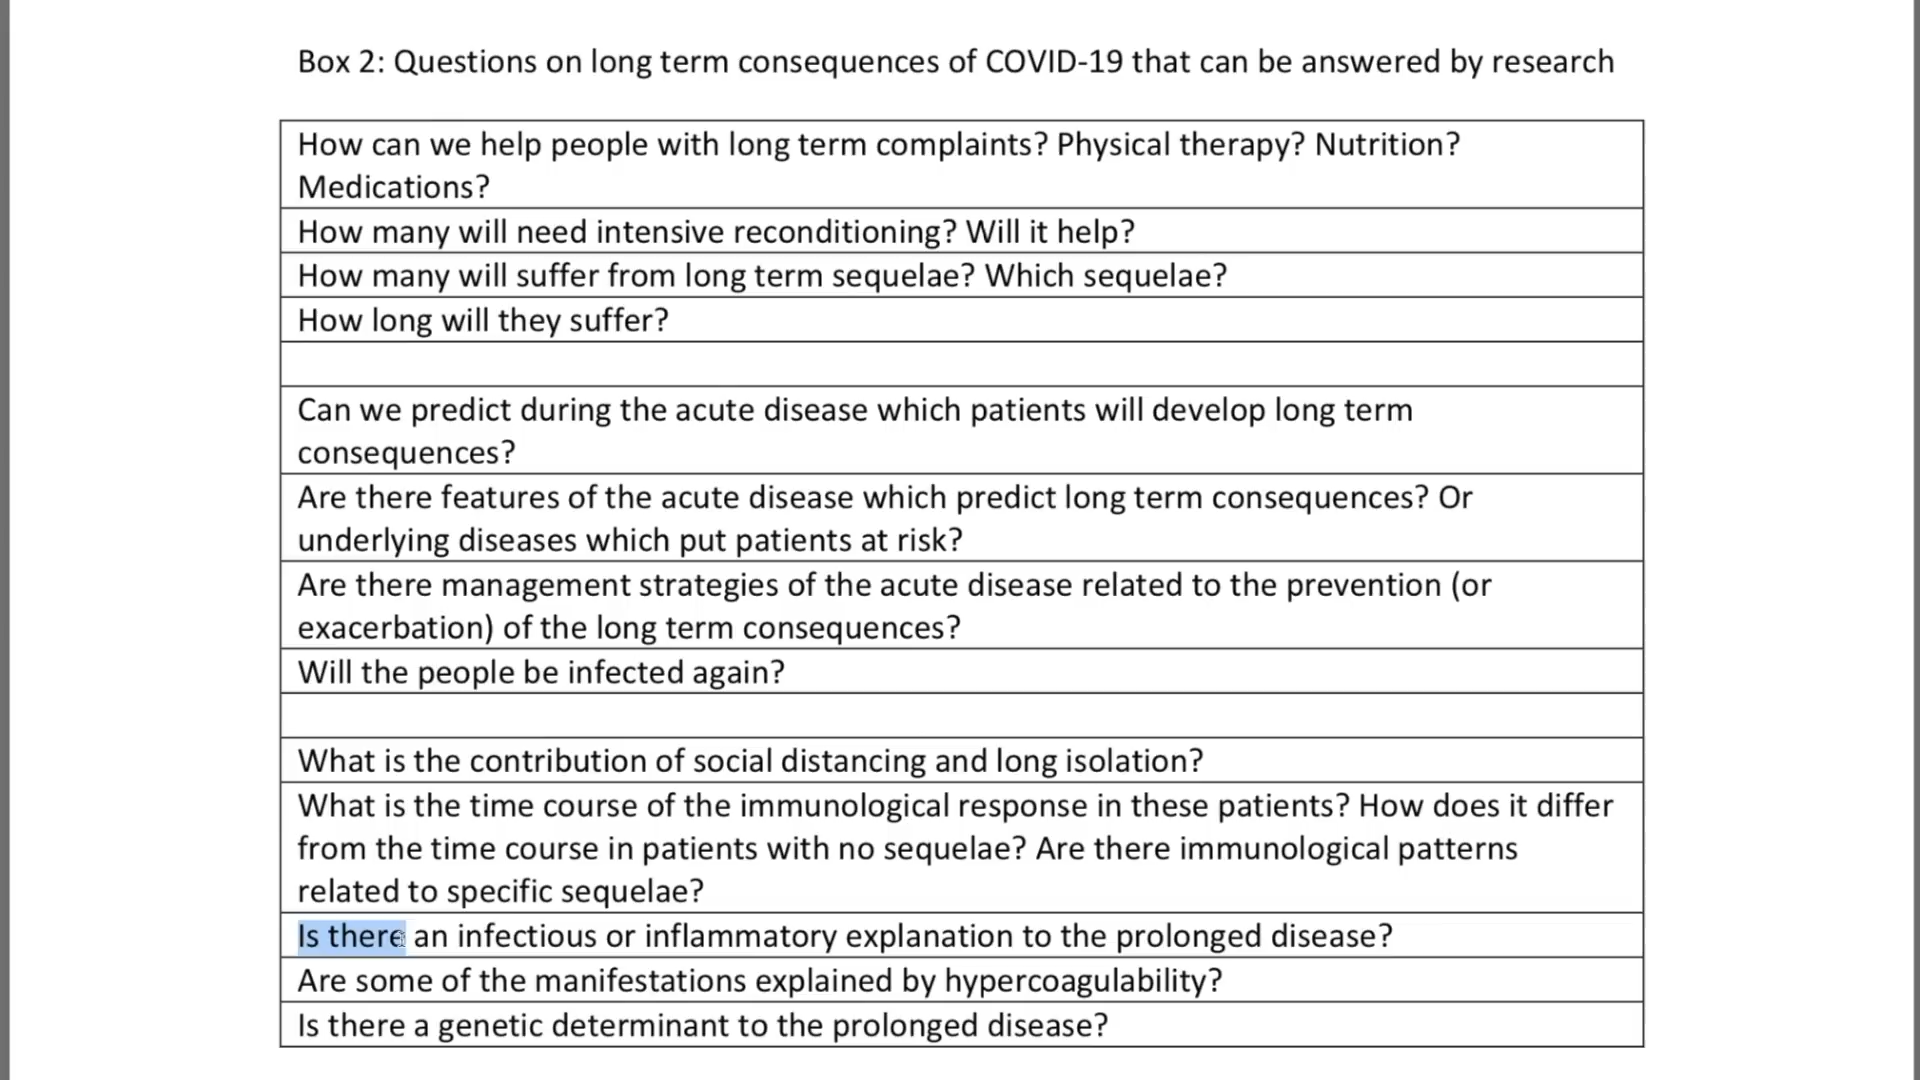 Box 2: Questions on long term consequences of COVID-19 that can be answered by research
How can we help people with long term complaints? Physical therapy? Nutrition?
Medications?
How many will need intensive reconditioning? Will it help?
How many will suffer from long term sequelae? Which sequelae?
How long will they suffer?
Can we predict during the acute disease which patients will develop long term
consequences?
Are there features of the acute disease which predict long term consequences? Or
underlying diseases which put patients at risk?
Are there management strategies of the acute disease related to the prevention (or
exacerbation) of the long term consequences?
Will the people be infected again?
What is the contribution of social distancing and long isolation?
What is the time course of the immunological response in these patients? How does it differ
from the time course in patients with no sequelae? Are there immunological patterns
related to specific sequelae?
Is there an infectious or inflammatory explanation to the prolonged disease?
Are some of the manifestations explained by hypercoagulability?
Is there a genetic determinant to the prolonged disease?